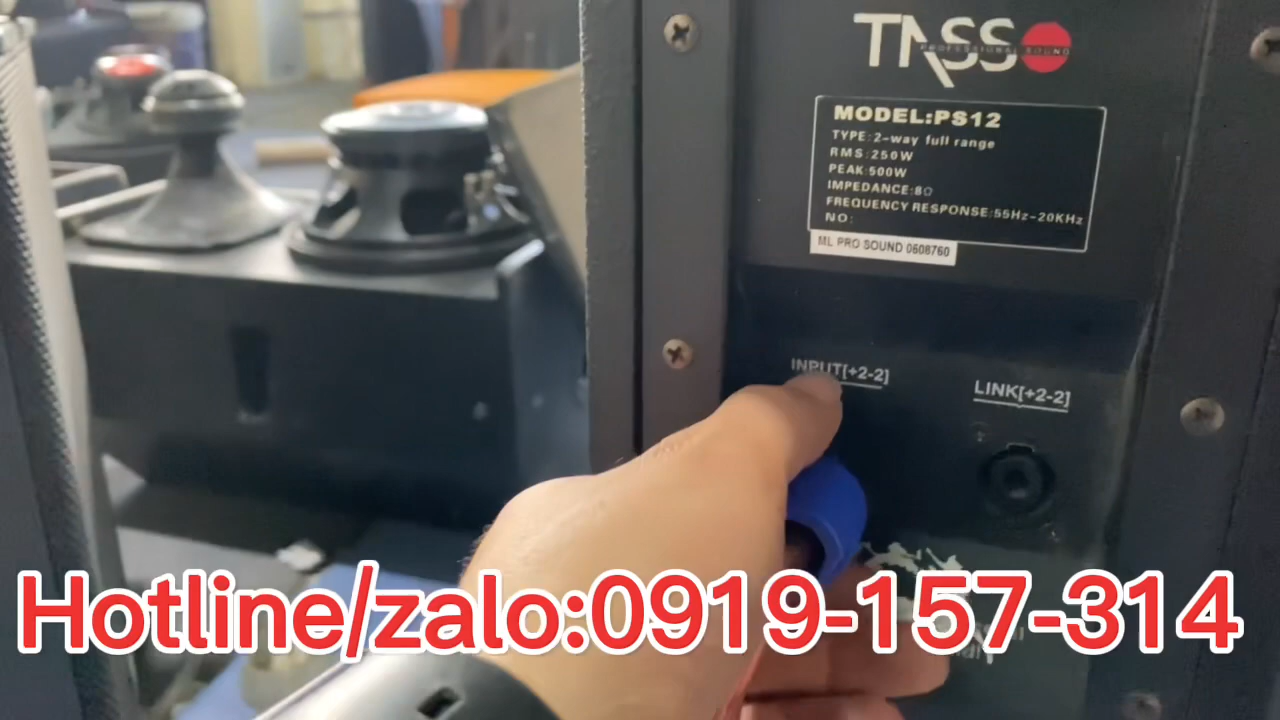 TASSO
PROFESSIONAL SOUND
MODEL:PS12
TYPE:2-way full range
RMS:250W
PEAK:500W
IMPEDANCE:8Ω
FREQUENCY RESPONSE:55Hz-20KHz
NO:
ML PRO SOUND 0608760
INPUT[+2-2]
LINK[+2-2]
Hotline/zalo:0919-157-314